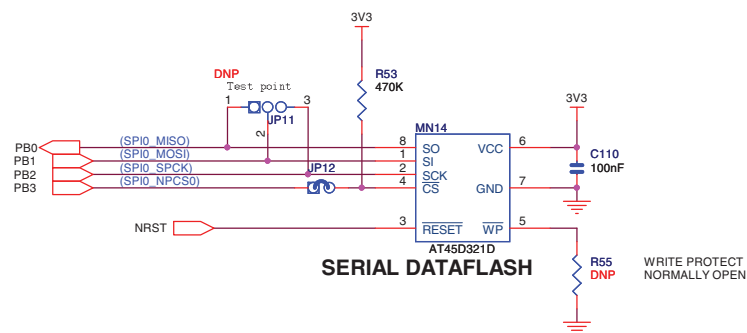 3V3
DNP
Test point
1
3
JP11
2
R53
470K
3V3
MN14
PB0
(SPI0_MISO)
8
SO
VCC
6
PB1
(SPI0_MOSI)
1
SI
C110
100nF
PB2
(SPI0_SPCK)
2
SCK
PB3
(SPI0_NPCS0)
JP12
4
CS
GND
7
NRST
3
RESET
WP
5
AT45D321D
SERIAL DATAFLASH
R55
DNP
WRITE PROTECT
NORMALLY OPEN